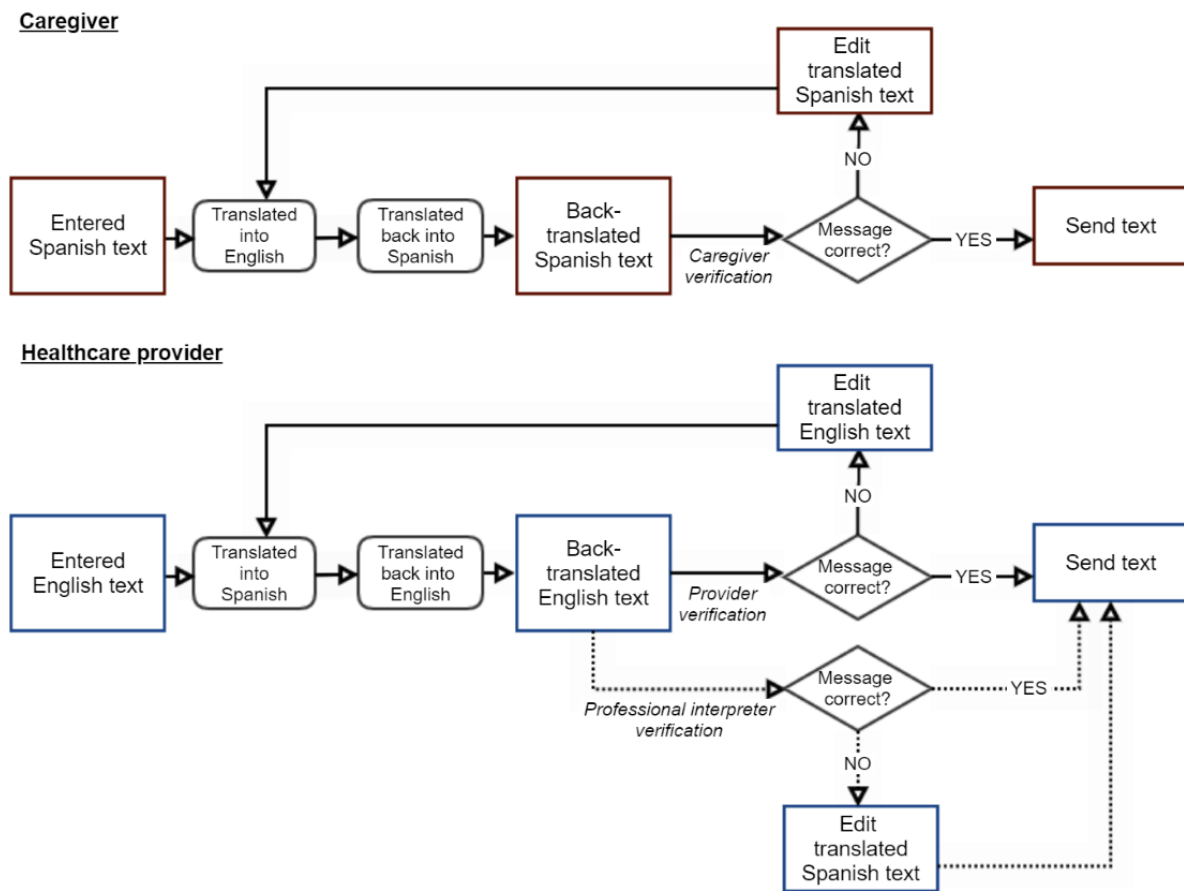 Caregiver
Edit
translated
Spanish text
NO
Entered
Spanish text
Translated
into
English
Translated
back into
Spanish
Back-
translated
Spanish text
Caregiver
verification
Message
correct?
YES
Send text
Healthcare provider
Edit
translated
English text
NO
Entered
English text
Translated
into
Spanish
Translated
back into
English
Back-
translated
English text
Provider
verification
Message
correct?
YES
Send text
Professional interpreter
verification
Message
correct?
YES
NO
Edit
translated
Spanish text